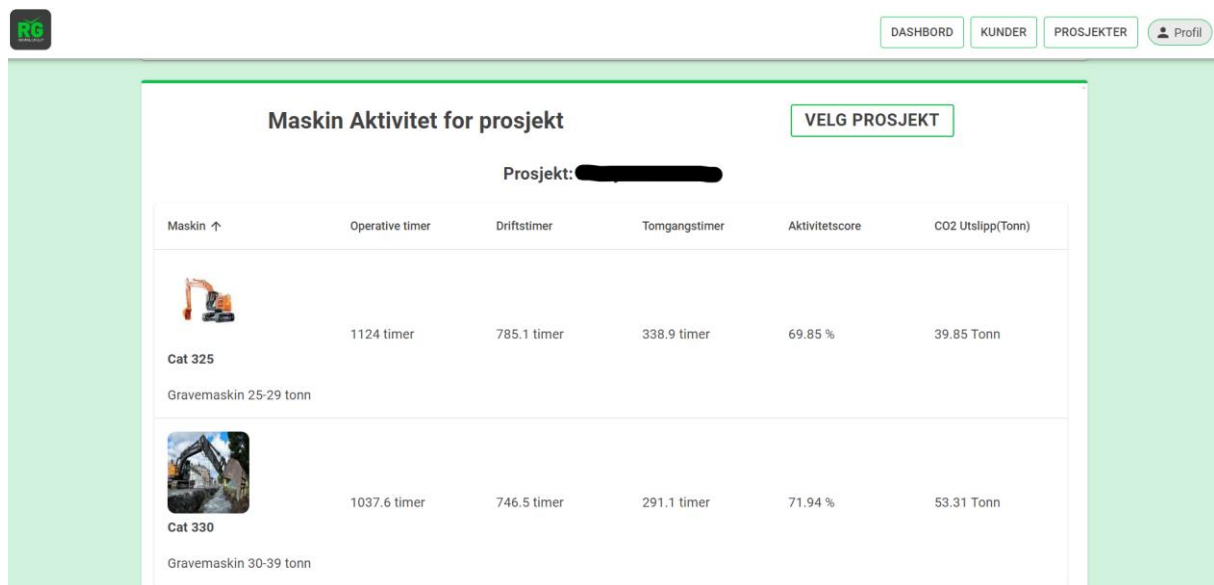 RG
DASHBORD KUNDER PROSJEKTER Profil
Maskin Aktivitet for prosjekt VELG PROSJEKT
Prosjekt:
Maskin ↑ Operative timer Driftstimer Tomgangstimer Aktivitetscore CO2 Utslipp(Tonn)
1124 timer 785.1 timer 338.9 timer 69.85 % 39.85 Tonn
Cat 325
Gravemaskin 25-29 tonn
1037.6 timer 746.5 timer 291.1 timer 71.94 % 53.31 Tonn
Cat 330
Gravemaskin 30-39 tonn